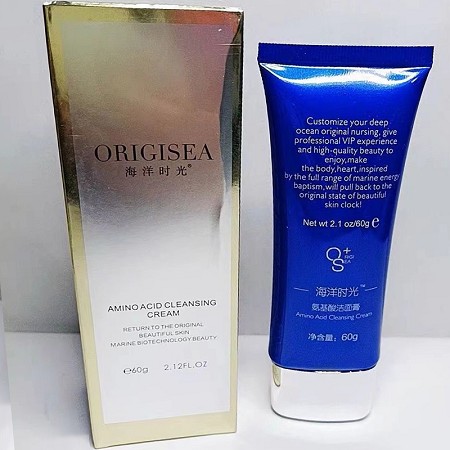 ORIGISEA
海洋时光®
AMINO ACID CLEANSING
CREAM
RETURN TO THE ORIGINAL
BEAUTIFUL SKIN
MARINE BIOTECHNOLOGY BEAUTY
℮60g 2.12FL.OZ
Customize your deep
ocean original nursing, give
professional VIP experience
and high-quality beauty to
enjoy,make
the body,heart,inspired
by the full range of marine energy
baptism,will pull back to the
original state of beautiful
skin clock!
Net wt 2.1 oz/60g ℮
O+RIGI
SEA
海洋时光™
氨基酸洁面膏
Amino Acid Cleansing Cream
净含量: 60g